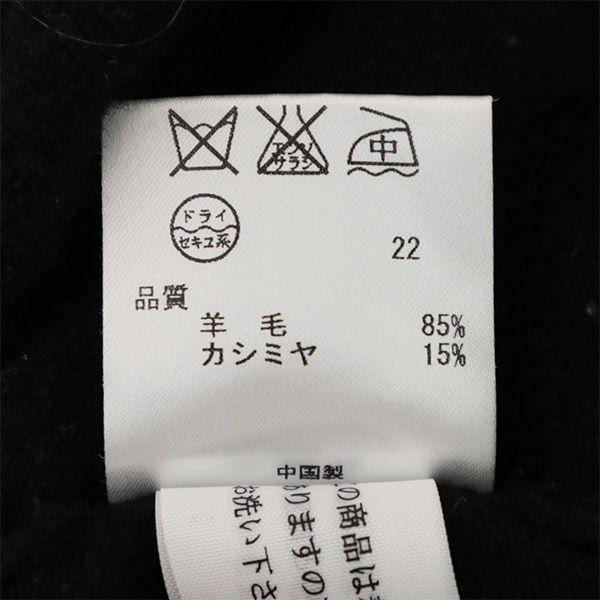 エンソ
サラシ
中
ドライ
セキユ系
22
品質
羊毛 85%
カシミヤ 15%
中国製
の商品は
ありますの
お洗い下さ